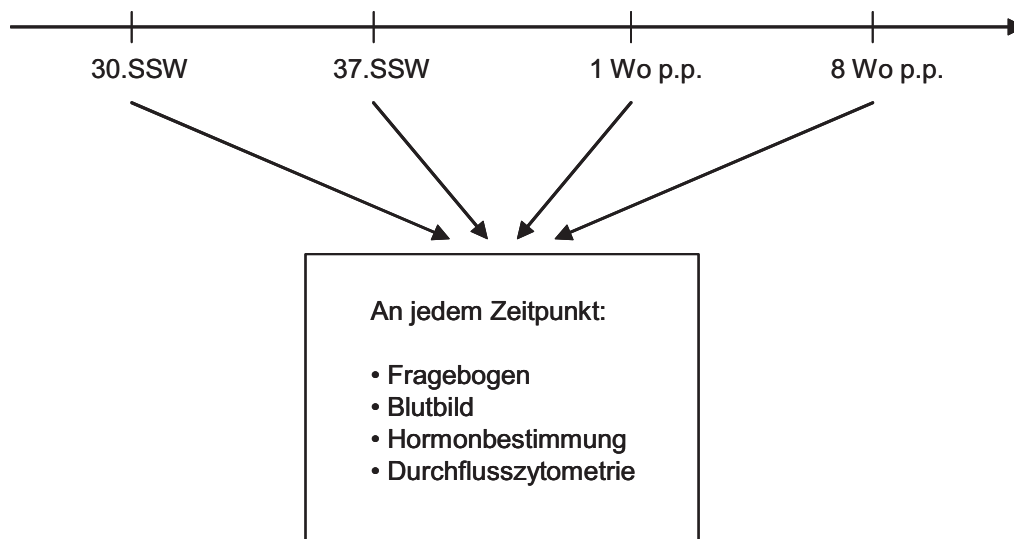 30.SSW 37.SSW 1 Wo p.p. 8 Wo p.p.
An jedem Zeitpunkt:
• Fragebogen
• Blutbild
• Hormonbestimmung
• Durchflusszytometrie